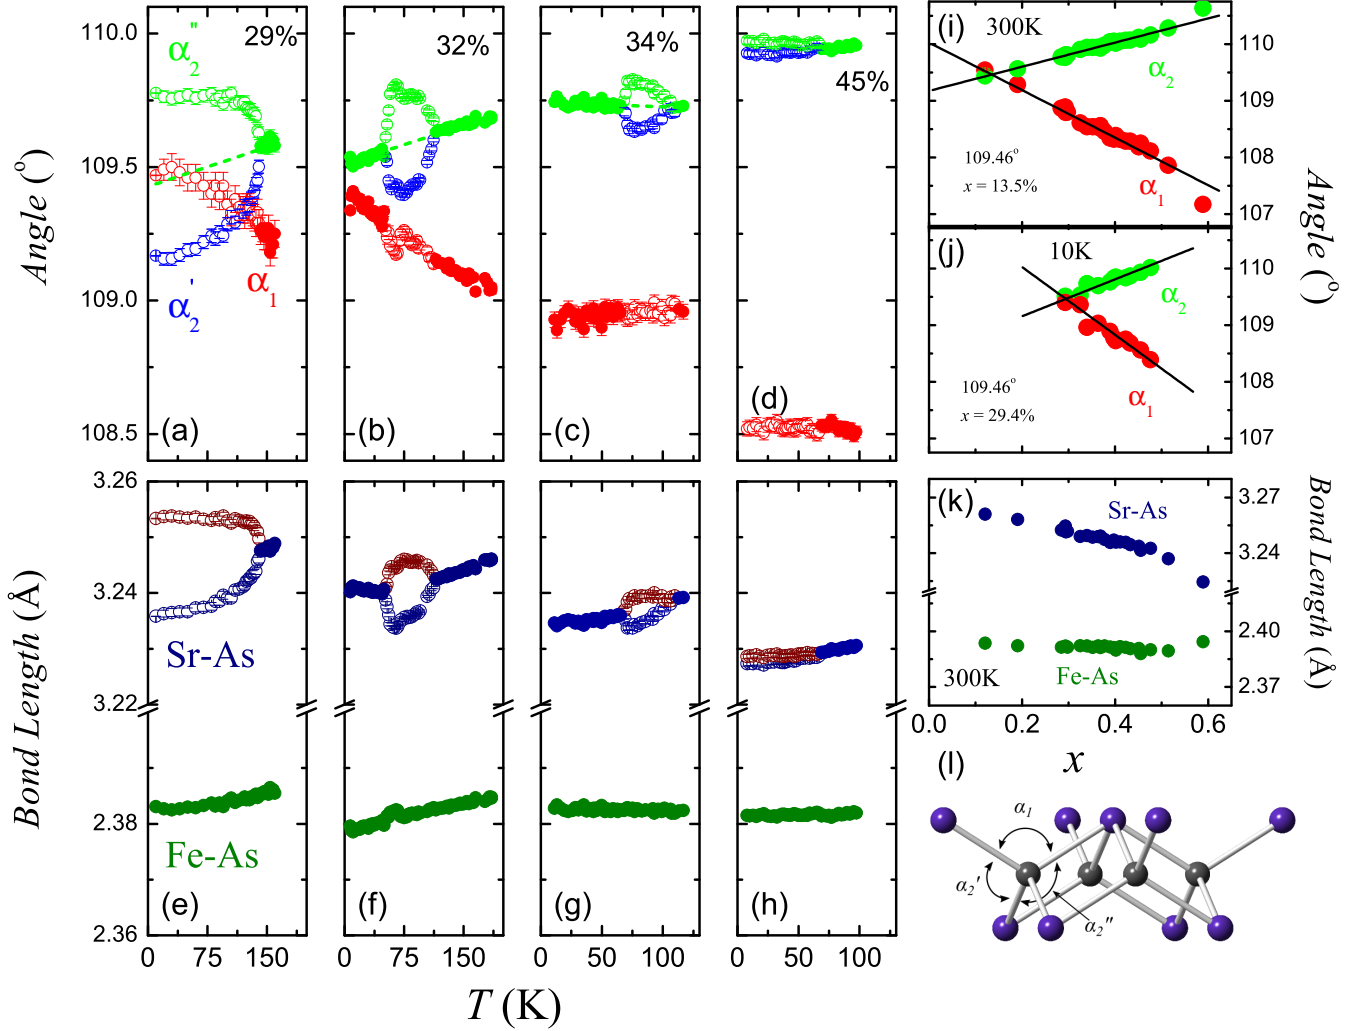 110.0
109.5
109.0
108.5
Angle (°)
α₂''
29%
α₂'
α₁
(a)
32%
(b)
34%
(c)
45%
(d)
3.26
3.24
3.22
2.38
2.36
Bond Length (Å)
Sr-As
Fe-As
(e)
(f)
(g)
(h)
0 75 150
0 75 150
0 50 100
0 50 100
T (K)
(i) 300K
α₂
α₁
109.46°
x = 13.5%
110
109
108
107
(j) 10K
α₂
α₁
109.46°
x = 29.4%
110
109
108
107
Angle (°)
(k)
Sr-As
Fe-As
300K
3.27
3.24
2.40
2.37
Bond Length (Å)
0.0 0.2 0.4 0.6
x
(l)
α₁
α₂'
α₂''